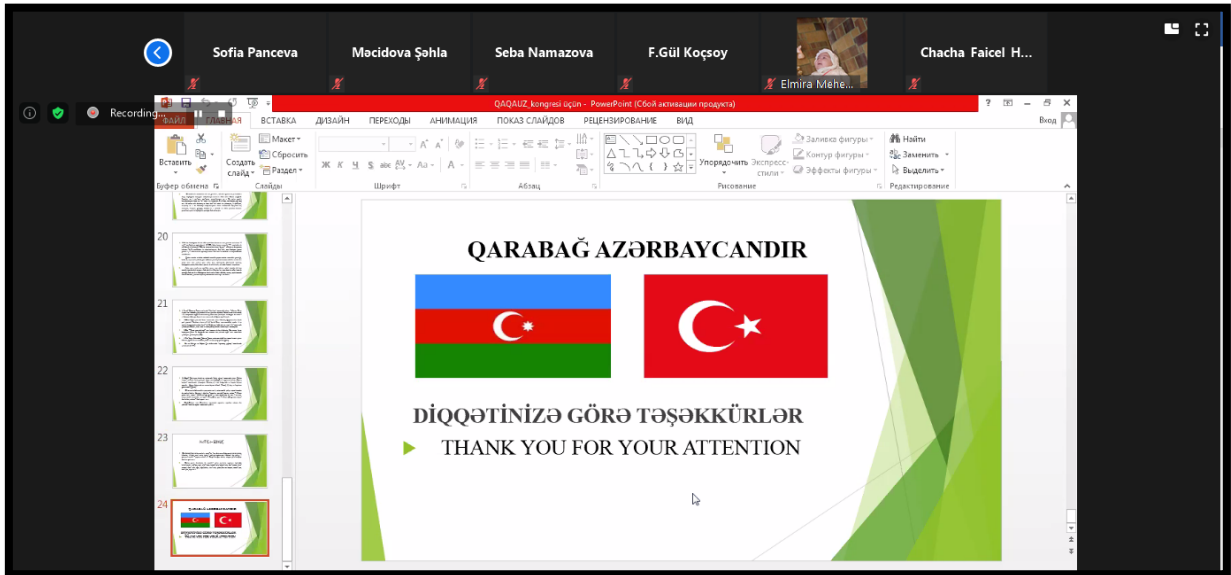 Sofia Panceva
Məcidova Şəhla
Seba Namazova
F.Gül Koçsoy
Elmira Mehe...
Chacha Faicel H...
Recording...
QAQAUZ_kongresi üçün - PowerPoint (Сбой активации продукта)
ФАЙЛ ГЛАВНАЯ ВСТАВКА ДИЗАЙН ПЕРЕХОДЫ АНИМАЦИЯ ПОКАЗ СЛАЙДОВ РЕЦЕНЗИРОВАНИЕ ВИД
Вход
Вставить
Создать слайд
Макет
Сбросить
Раздел
Ж К Ч S abc AV Aa A
Упорядочить
Экспресс-стили
Заливка фигуры
Контур фигуры
Эффекты фигуры
Найти
Заменить
Выделить
Буфер обмена
Слайды
Шрифт
Абзац
Рисование
Редактирование
20
21
22
23
24
QARABAĞ AZƏRBAYCANDIR
DİQQƏTİNİZƏ GÖRƏ TƏŞƏKKÜRLƏR
THANK YOU FOR YOUR ATTENTION